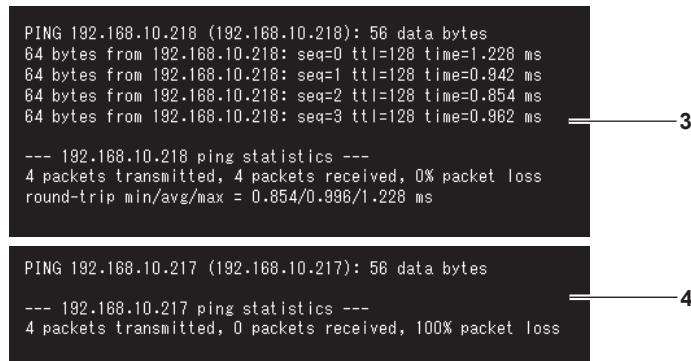 PING 192.168.10.218 (192.168.10.218): 56 data bytes
64 bytes from 192.168.10.218: seq=0 ttl=128 time=1.228 ms
64 bytes from 192.168.10.218: seq=1 ttl=128 time=0.942 ms
64 bytes from 192.168.10.218: seq=2 ttl=128 time=0.854 ms
64 bytes from 192.168.10.218: seq=3 ttl=128 time=0.962 ms
3
--- 192.168.10.218 ping statistics ---
4 packets transmitted, 4 packets received, 0% packet loss
round-trip min/avg/max = 0.854/0.996/1.228 ms
PING 192.168.10.217 (192.168.10.217): 56 data bytes
4
--- 192.168.10.217 ping statistics ---
4 packets transmitted, 0 packets received, 100% packet loss